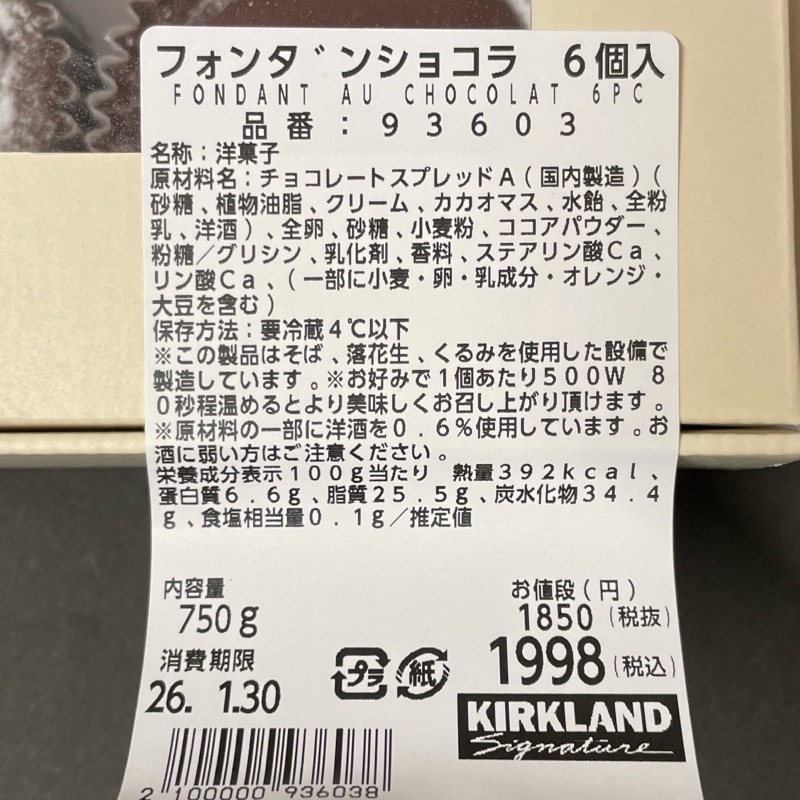 フォンダﾞンショコラ 6個入
FONDANT AU CHOCOLAT 6PC
品番:93603
名称:洋菓子
原材料名:チョコレートスプレッドA(国内製造)(
砂糖、植物油脂、クリーム、カカオマス、水飴、全粉
乳、洋酒)、全卵、砂糖、小麦粉、ココアパウダー、
粉糖/グリシン、乳化剤、香料、ステアリン酸Ca、
リン酸Ca、(一部に小麦・卵・乳成分・オレンジ・
大豆を含む)
保存方法:要冷蔵4℃以下
※この製品はそば、落花生、くるみを使用した設備で
製造しています。※お好みで1個あたり500W 8
0秒程温めるとより美味しくお召し上がり頂けます。
※原材料の一部に洋酒を0.6%使用しています。お
酒に弱い方はご注意ください。
栄養成分表示100g当たり 熱量392kcal、
蛋白質6.6g、脂質25.5g、炭水化物34.4
g、食塩相当量0.1g/推定値
内容量
750g
お値段(円)
1850(税抜)
消費期限
26. 1.30
プラ
紙
1998(税込)
KIRKLAND
Signature
2 100000 936038